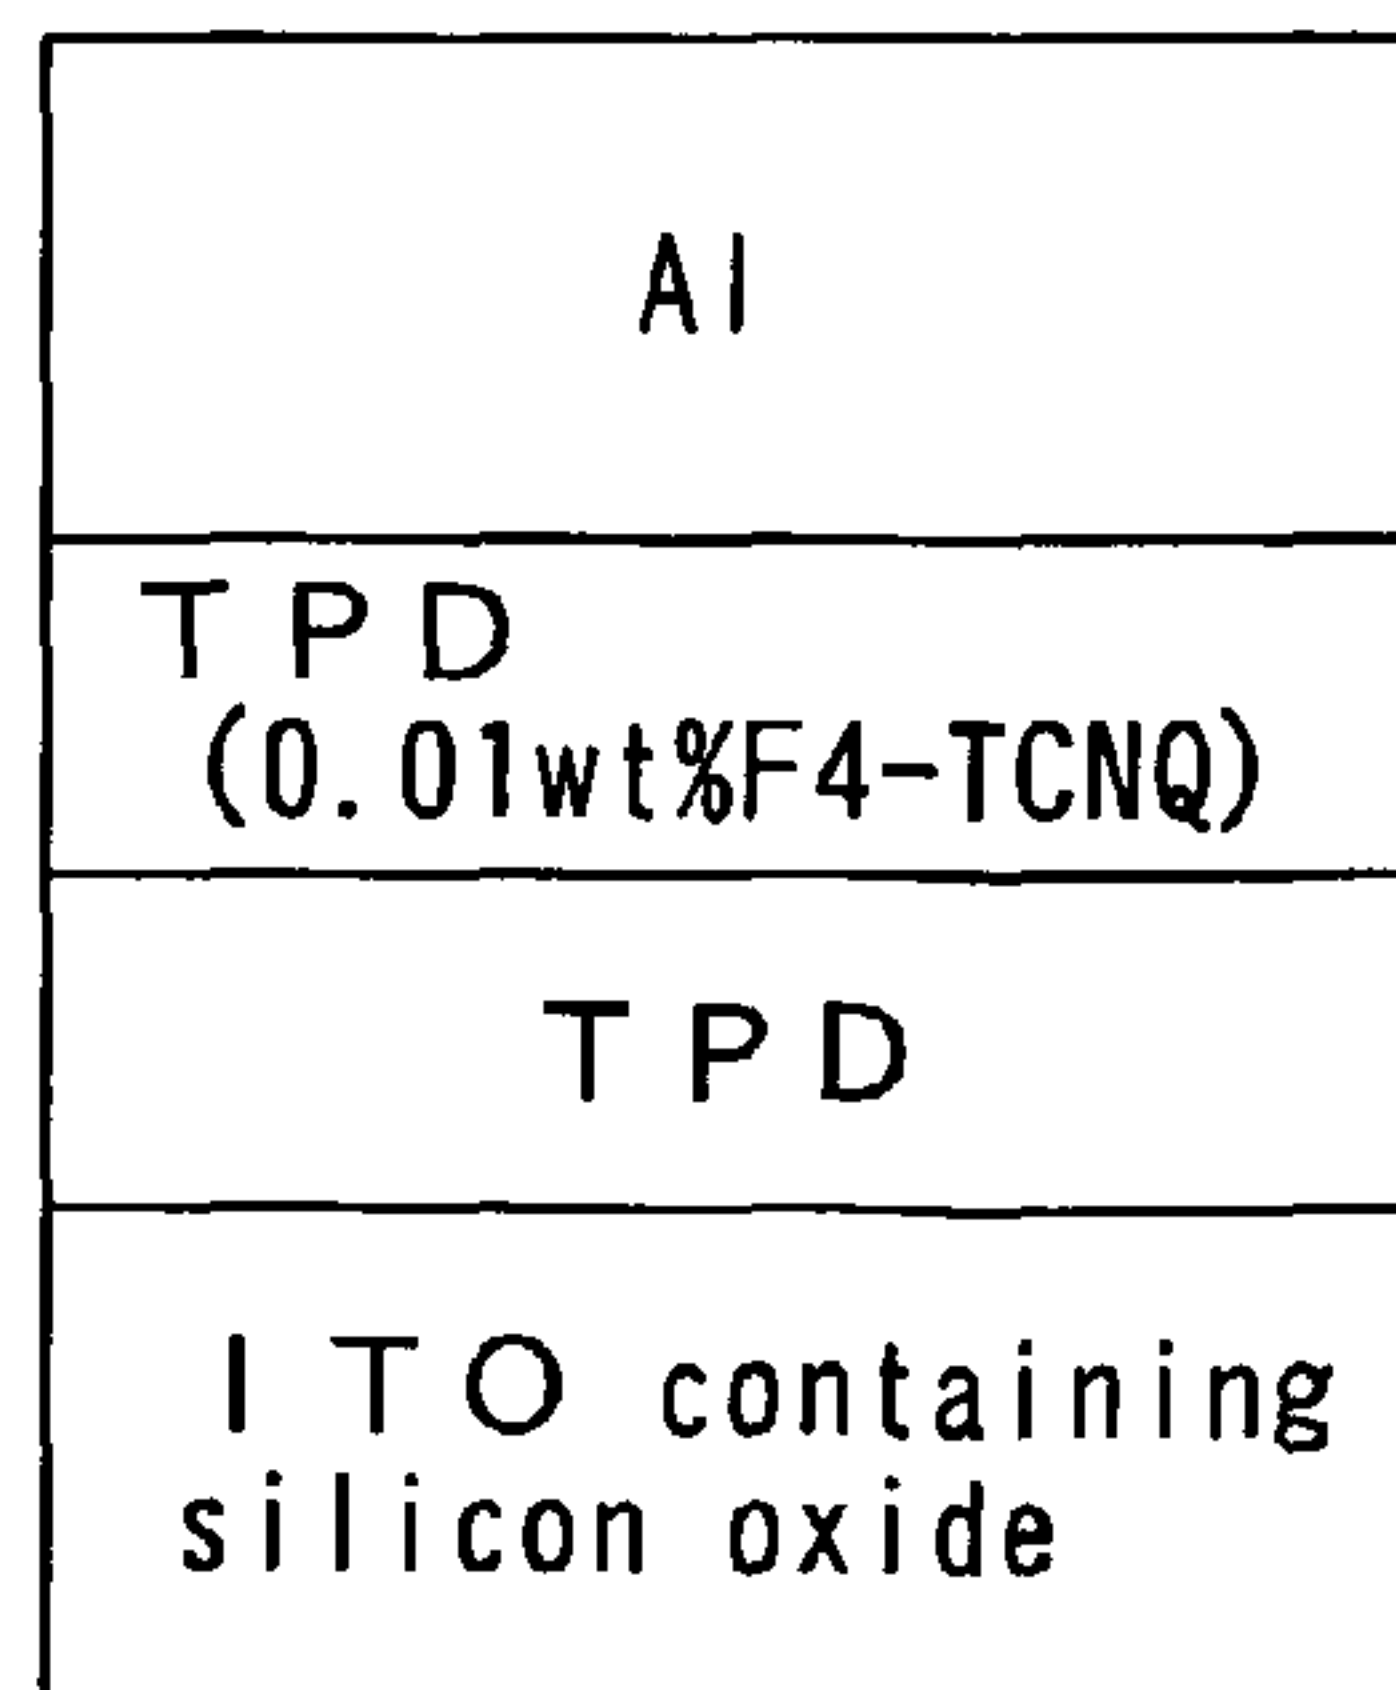 Al
TPD
(0.01wt%F4-TCNQ)
TPD
ITO containing
silicon oxide